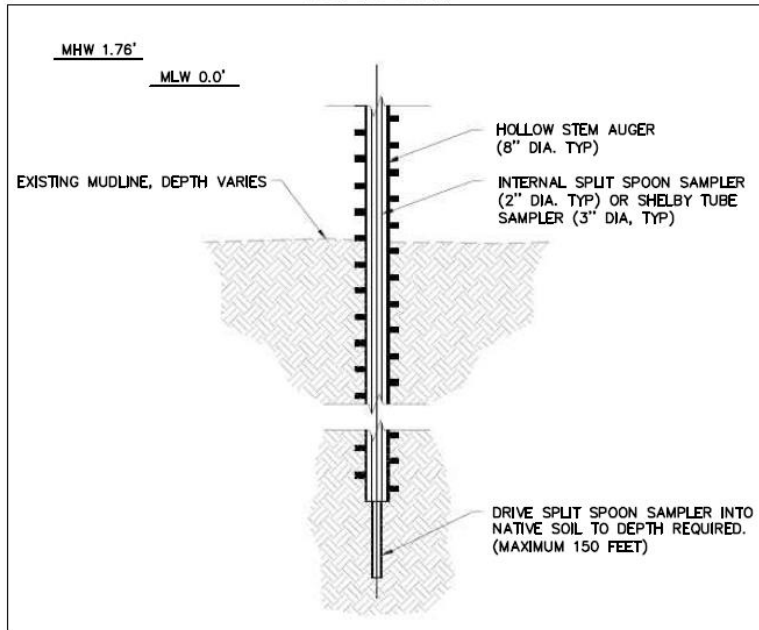 MHW 1.76'
MLW 0.0'
HOLLOW STEM AUGER
(8" DIA. TYP)
EXISTING MUDLINE, DEPTH VARIES
INTERNAL SPLIT SPOON SAMPLER
(2" DIA. TYP) OR SHELBY TUBE
SAMPLER (3" DIA, TYP)
DRIVE SPLIT SPOON SAMPLER INTO
NATIVE SOIL TO DEPTH REQUIRED.
(MAXIMUM 150 FEET)